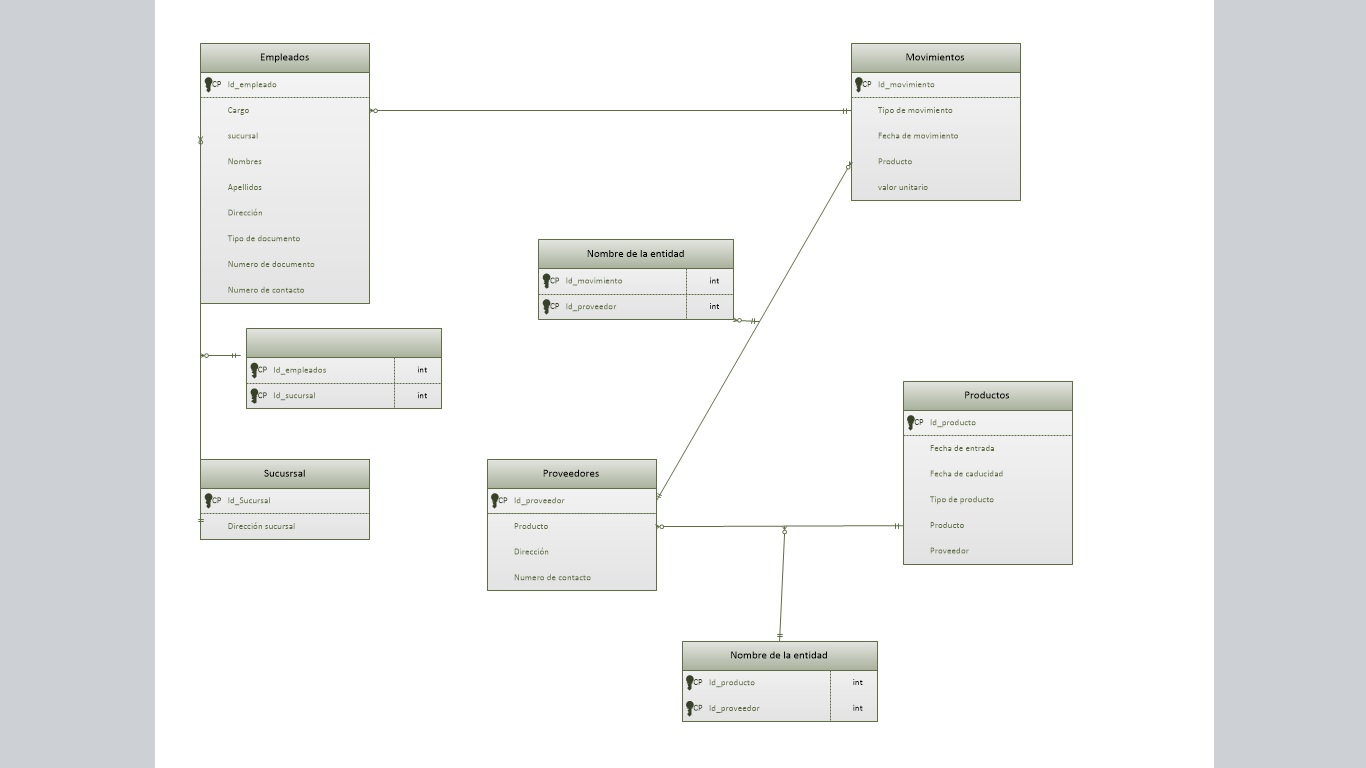 Empleados
CP Id_empleado
Cargo
sucursal
Nombres
Apellidos
Dirección
Tipo de documento
Numero de documento
Numero de contacto
Movimientos
CP Id_movimiento
Tipo de movimiento
Fecha de movimiento
Producto
valor unitario
Nombre de la entidad
CP Id_movimiento int
CP Id_proveedor int
CP Id_empleados int
CP Id_sucursal int
Productos
CP Id_producto
Fecha de entrada
Fecha de caducidad
Tipo de producto
Producto
Proveedor
Sucusrsal
CP Id_Sucursal
Dirección sucursal
Proveedores
CP Id_proveedor
Producto
Dirección
Numero de contacto
Nombre de la entidad
CP Id_producto int
CP Id_proveedor int